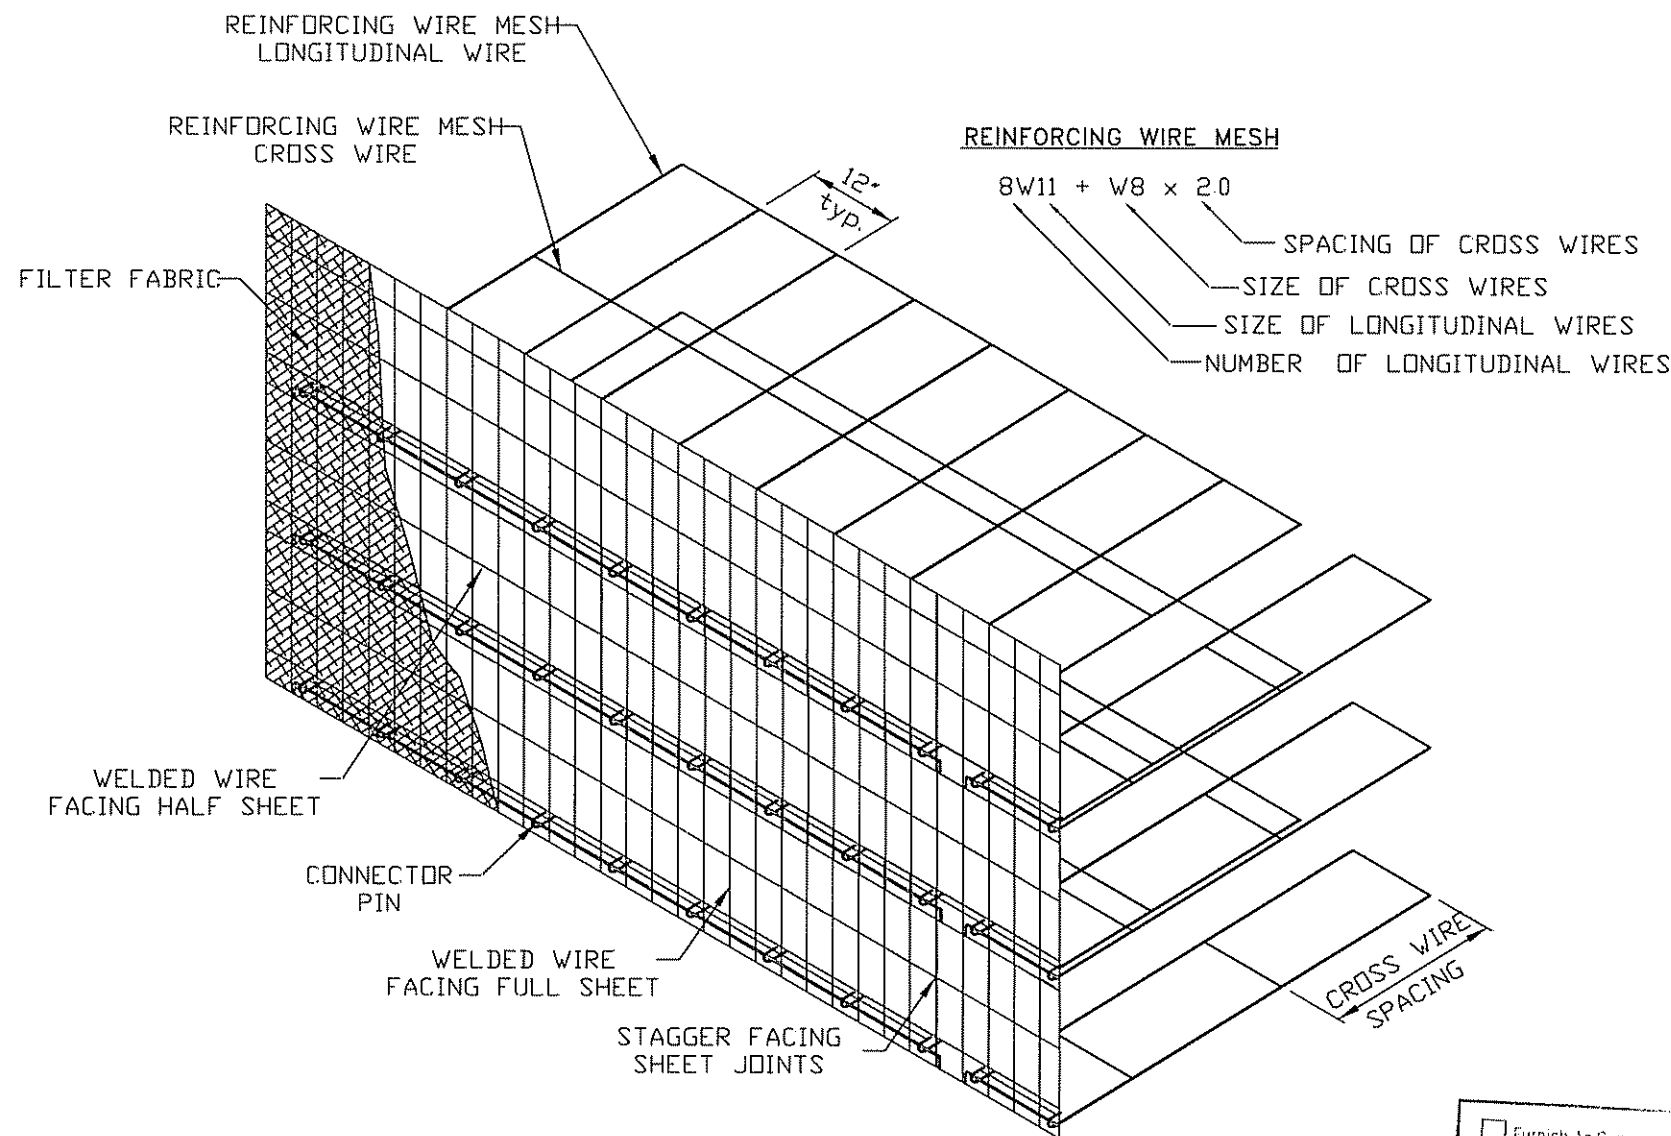 REINFORCING WIRE MESH
LONGITUDINAL WIRE
REINFORCING WIRE MESH
CROSS WIRE
12"
typ.
REINFORCING WIRE MESH
8W11 + W8 x 2.0
SPACING OF CROSS WIRES
SIZE OF CROSS WIRES
SIZE OF LONGITUDINAL WIRES
NUMBER OF LONGITUDINAL WIRES
FILTER FABRIC
WELDED WIRE
FACING HALF SHEET
CONNECTOR
PIN
WELDED WIRE
FACING FULL SHEET
STAGGER FACING
SHEET JOINTS
CROSS WIRE
SPACING